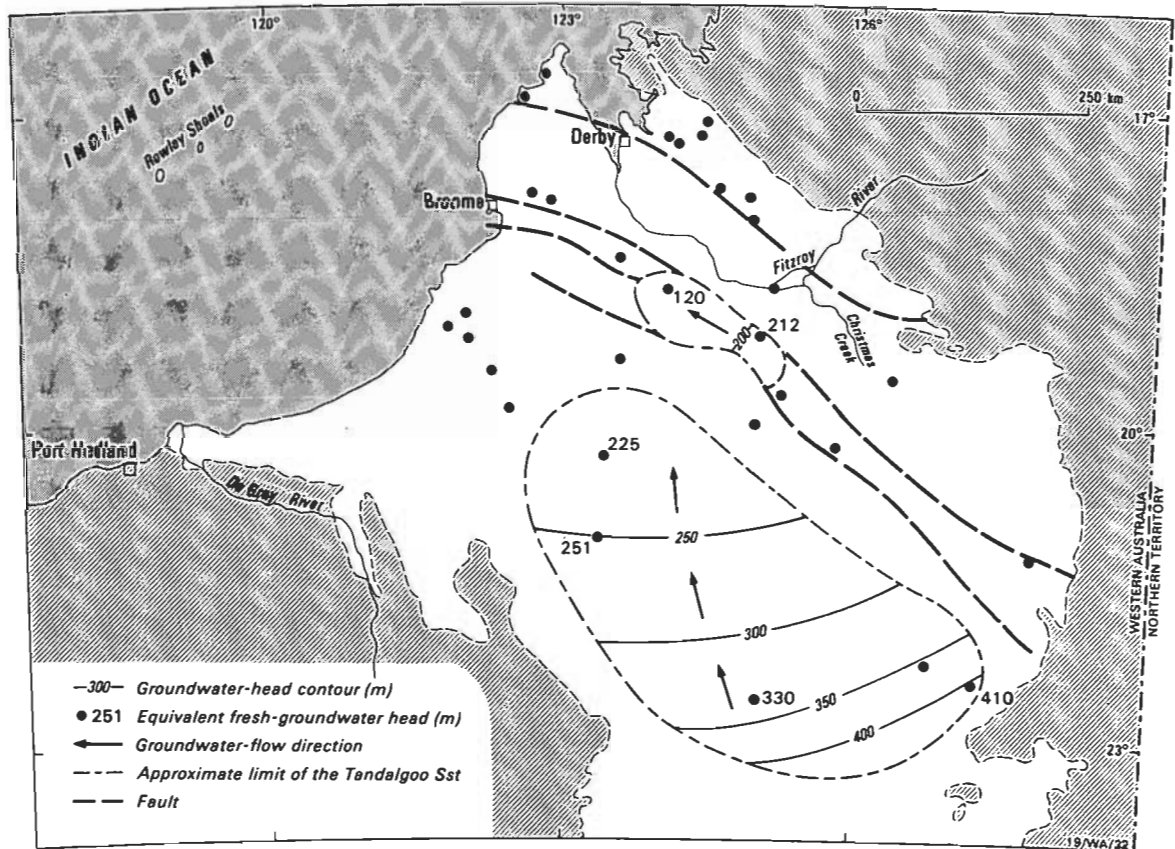 120°
123°
126°
INDIAN OCEAN
Rowley Shoals
0 250 km
17°
Derby
Broome
River
Fitzroy
120
200
212
Christmas
Creek
20°
Port Hedland
De Grey River
225
251
250
WESTERN AUSTRALIA
NORTHERN TERRITORY
300
330
350
410
400
23°
—300— Groundwater-head contour (m)
● 251 Equivalent fresh-groundwater head (m)
Groundwater-flow direction
Approximate limit of the Tandalgoo Sst
Fault
19/WA/32